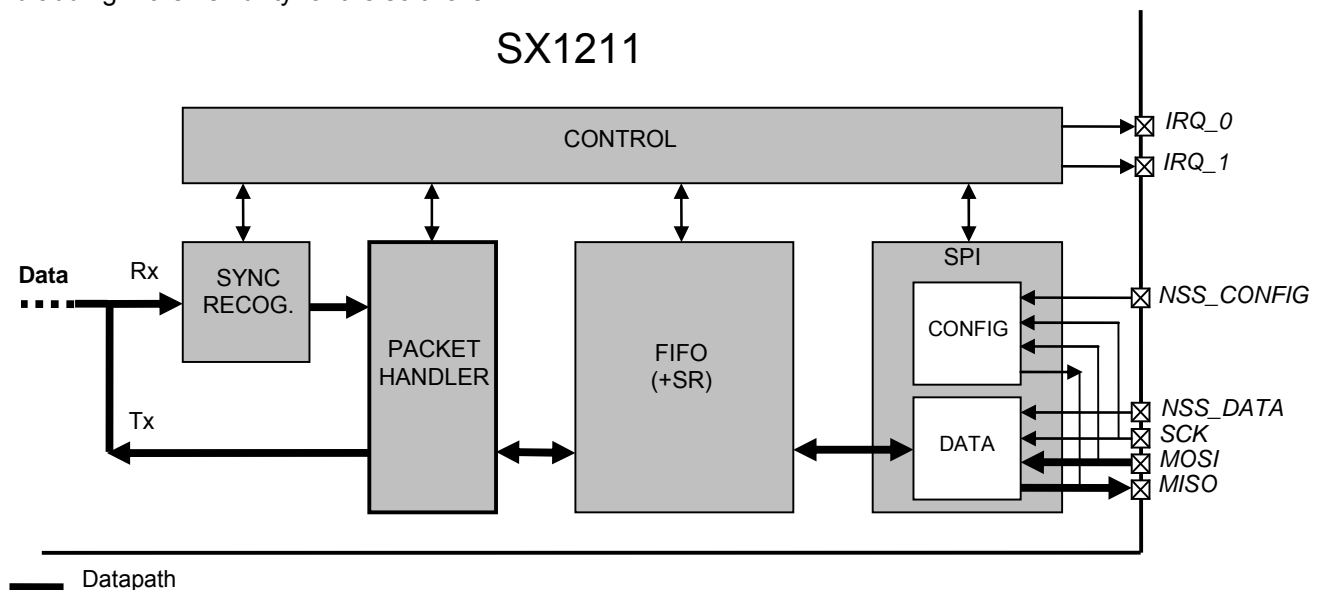 SX1211
CONTROL
IRQ_0
IRQ_1
Data
Rx
SYNC
RECOG.
PACKET
HANDLER
FIFO
(+SR)
SPI
CONFIG
DATA
NSS_CONFIG
Tx
NSS_DATA
SCK
MOSI
MISO
Datapath